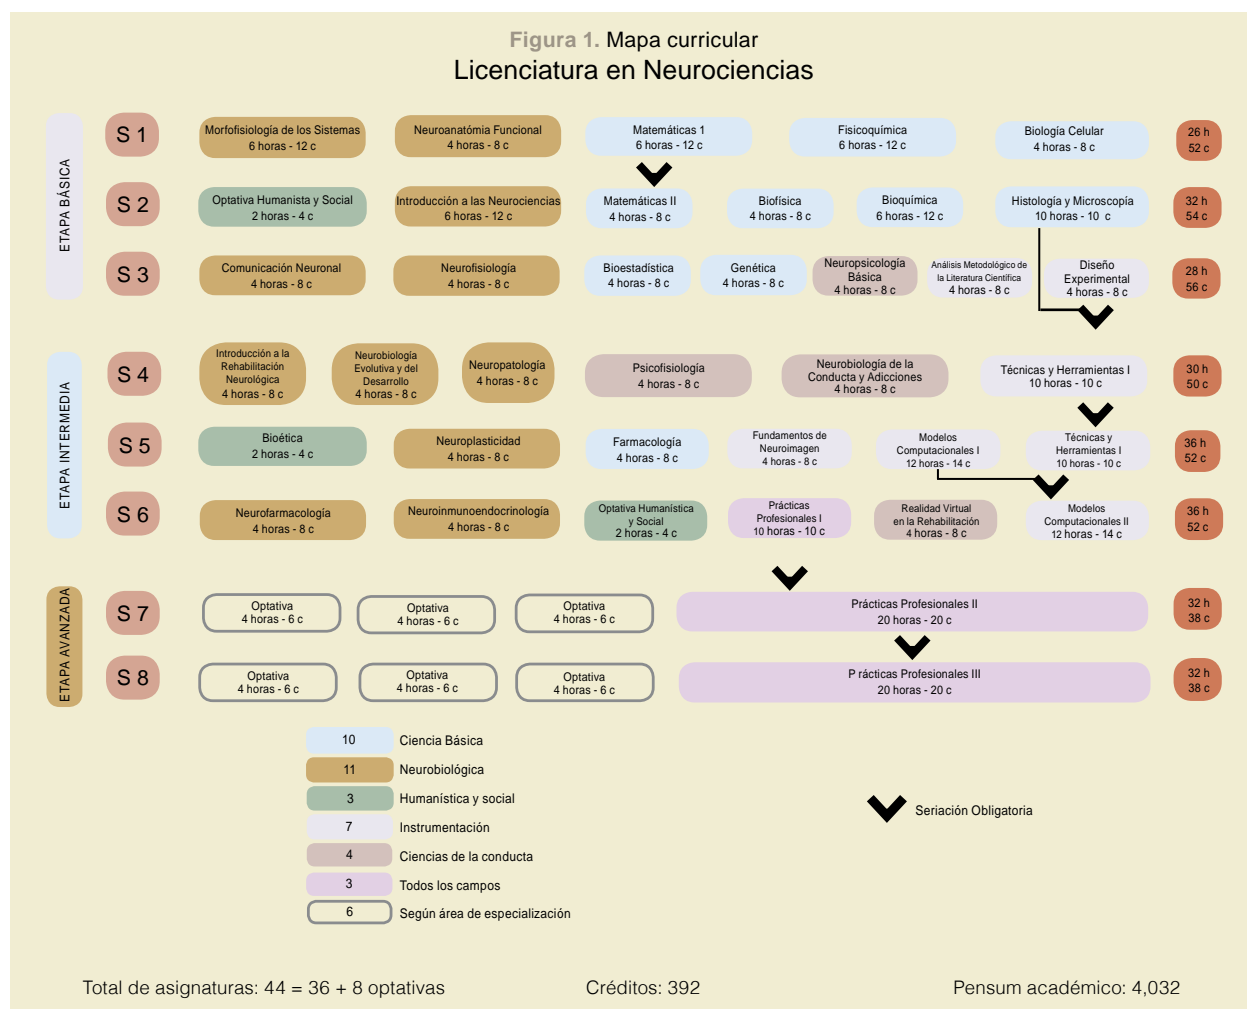 Figura 1. Mapa curricular
Licenciatura en Neurociencias
ETAPA BÁSICA
S 1
Morfofisiología de los Sistemas
6 horas - 12 c
Neuroanatómia Funcional
4 horas - 8 c
Matemáticas 1
6 horas - 12 c
Fisicoquímica
6 horas - 12 c
Biología Celular
4 horas - 8 c
26 h
52 c
S 2
Optativa Humanista y Social
2 horas - 4 c
Introducción a las Neurociencias
6 horas - 12 c
Matemáticas II
4 horas - 8 c
Biofísica
4 horas - 8 c
Bioquímica
6 horas - 12 c
Histología y Microscopía
10 horas - 10 c
32 h
54 c
S 3
Comunicación Neuronal
4 horas - 8 c
Neurofisiología
4 horas - 8 c
Bioestadística
4 horas - 8 c
Genética
4 horas - 8 c
Neuropsicología
Básica
4 horas - 8 c
Análisis Metodológico de
la Literatura Científica
4 horas - 8 c
Diseño
Experimental
4 horas - 8 c
28 h
56 c
ETAPA INTERMEDIA
S 4
Introducción a la
Rehabilitación
Neurológica
4 horas - 8 c
Neurobiología
Evolutiva y del
Desarrollo
4 horas - 8 c
Neuropatología
4 horas - 8 c
Psicofisiología
4 horas - 8 c
Neurobiología de la
Conducta y Adicciones
4 horas - 8 c
Técnicas y Herramientas I
10 horas - 10 c
30 h
50 c
S 5
Bioética
2 horas - 4 c
Neuroplasticidad
4 horas - 8 c
Farmacología
4 horas - 8 c
Fundamentos de
Neuroimagen
4 horas - 8 c
Modelos
Computacionales I
12 horas - 14 c
Técnicas y
Herramientas I
10 horas - 10 c
36 h
52 c
S 6
Neurofarmacología
4 horas - 8 c
Neuroinmunoendocrinología
4 horas - 8 c
Optativa Humanística
y Social
2 horas - 4 c
Prácticas
Profesionales I
10 horas - 10 c
Realidad Virtual
en la Rehabilitación
4 horas - 8 c
Modelos
Computacionales II
12 horas - 14 c
36 h
52 c
ETAPA AVANZADA
S 7
Optativa
4 horas - 6 c
Optativa
4 horas - 6 c
Optativa
4 horas - 6 c
Prácticas Profesionales II
20 horas - 20 c
32 h
38 c
S 8
Optativa
4 horas - 6 c
Optativa
4 horas - 6 c
Optativa
4 horas - 6 c
P rácticas Profesionales III
20 horas - 20 c
32 h
38 c
10 Ciencia Básica
11 Neurobiológica
3 Humanística y social
7 Instrumentación
4 Ciencias de la conducta
3 Todos los campos
6 Según área de especialización
Seriación Obligatoria
Total de asignaturas: 44 = 36 + 8 optativas
Créditos: 392
Pensum académico: 4,032